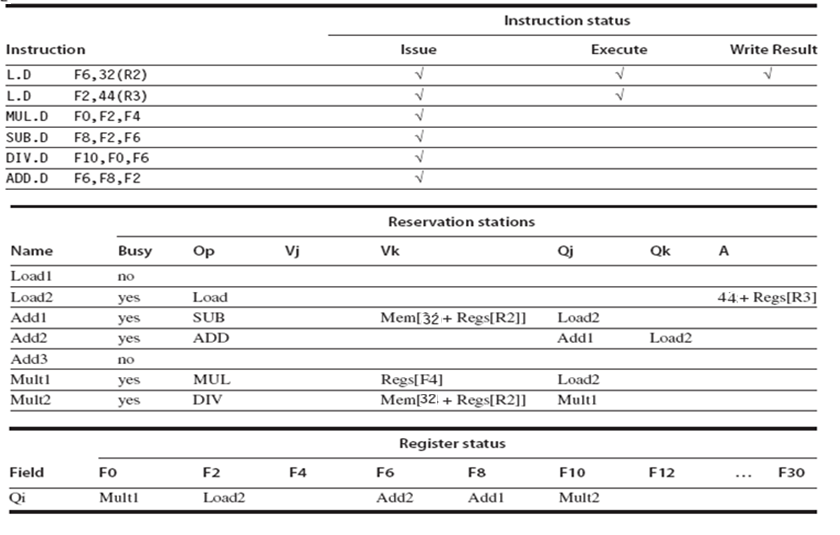 Instruction status
Instruction Issue Execute Write Result
L.D F6,32(R2) √ √ √
L.D F2,44(R3) √ √
MUL.D F0,F2,F4 √
SUB.D F8,F2,F6 √
DIV.D F10,F0,F6 √
ADD.D F6,F8,F2 √
Reservation stations
Name Busy Op Vj Vk Qj Qk A
Load1 no
Load2 yes Load 44 + Regs[R3]
Add1 yes SUB Mem[32 + Regs[R2]] Load2
Add2 yes ADD Add1 Load2
Add3 no
Mult1 yes MUL Regs[F4] Load2
Mult2 yes DIV Mem[32 + Regs[R2]] Mult1
Register status
Field F0 F2 F4 F6 F8 F10 F12 ... F30
Qi Mult1 Load2 Add2 Add1 Mult2